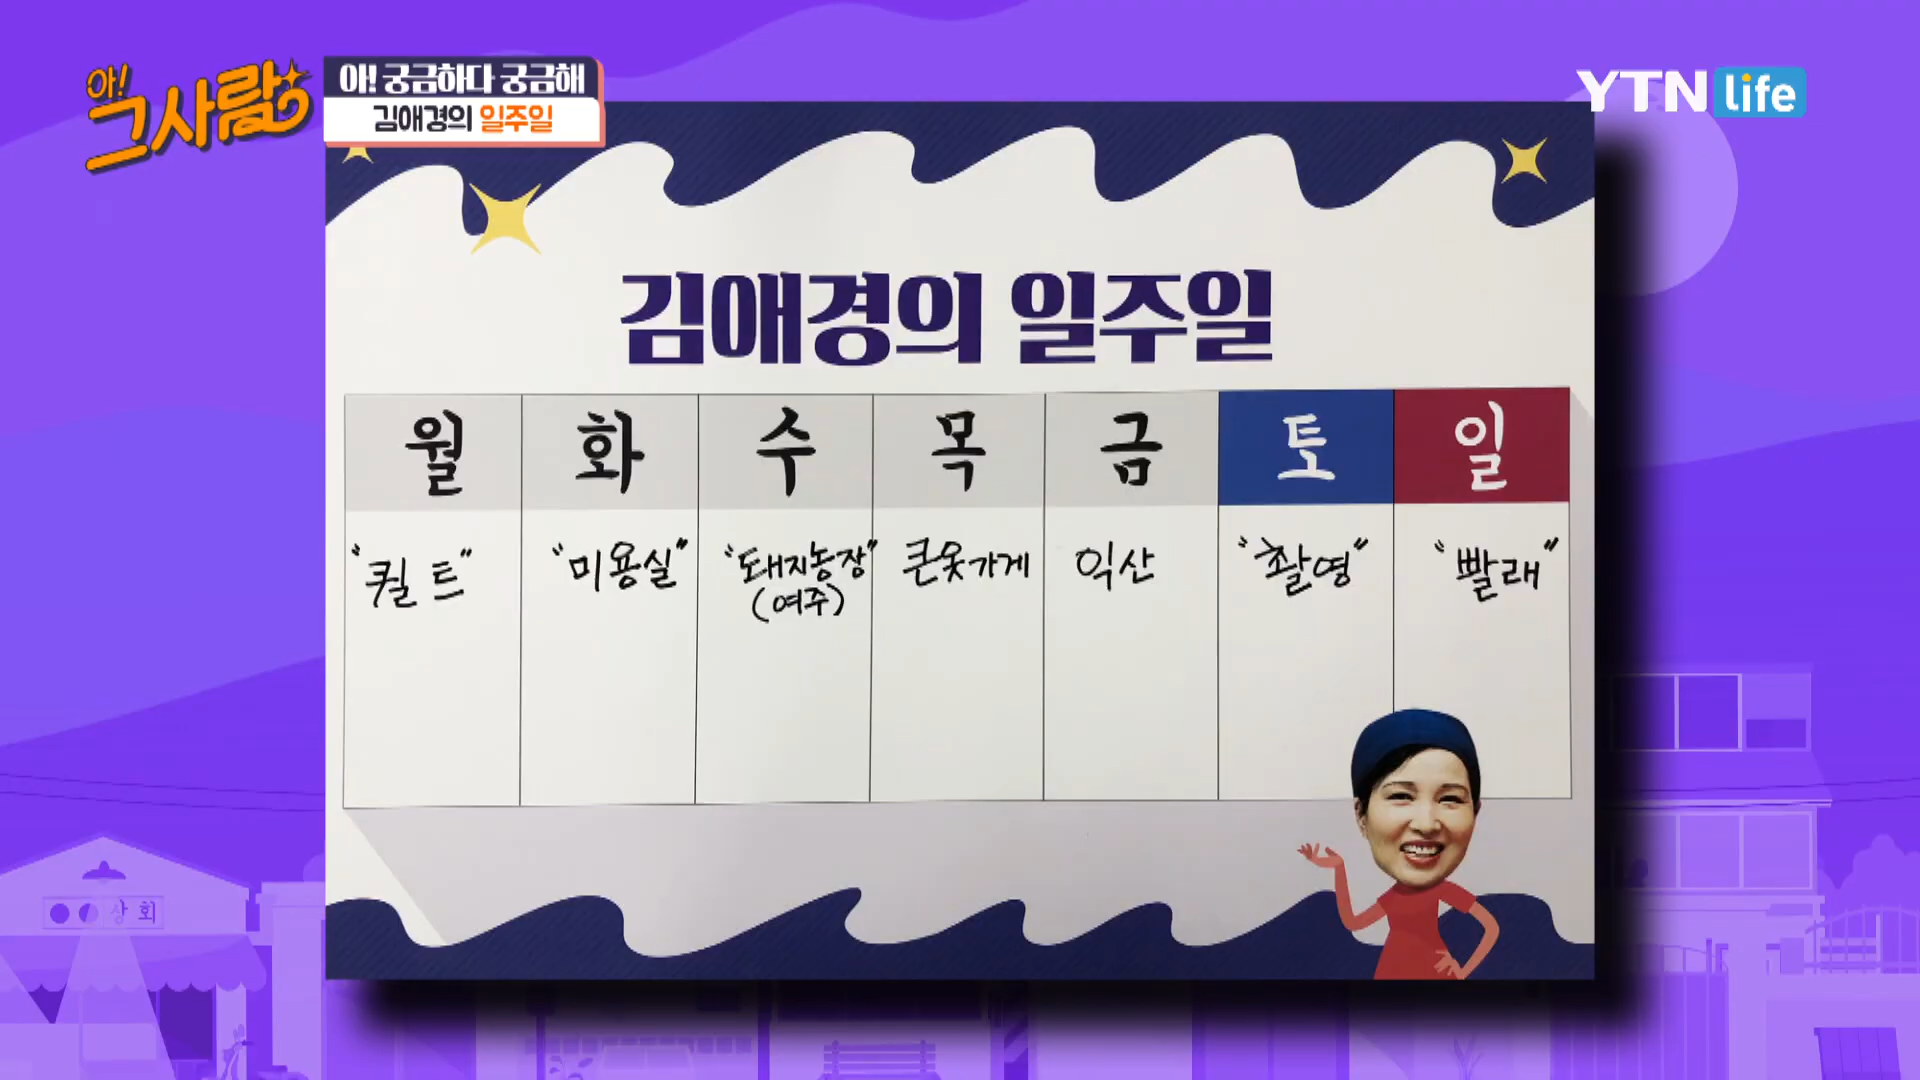 아! 그사람
아! 궁금하다 궁금해
김애경의 일주일
YTN life
김애경의 일주일
월 화 수 목 금 토 일
"퀼트" "미용실" "돼지농장" 큰옷가게 익산 "촬영" "빨래"
(여주)
상회